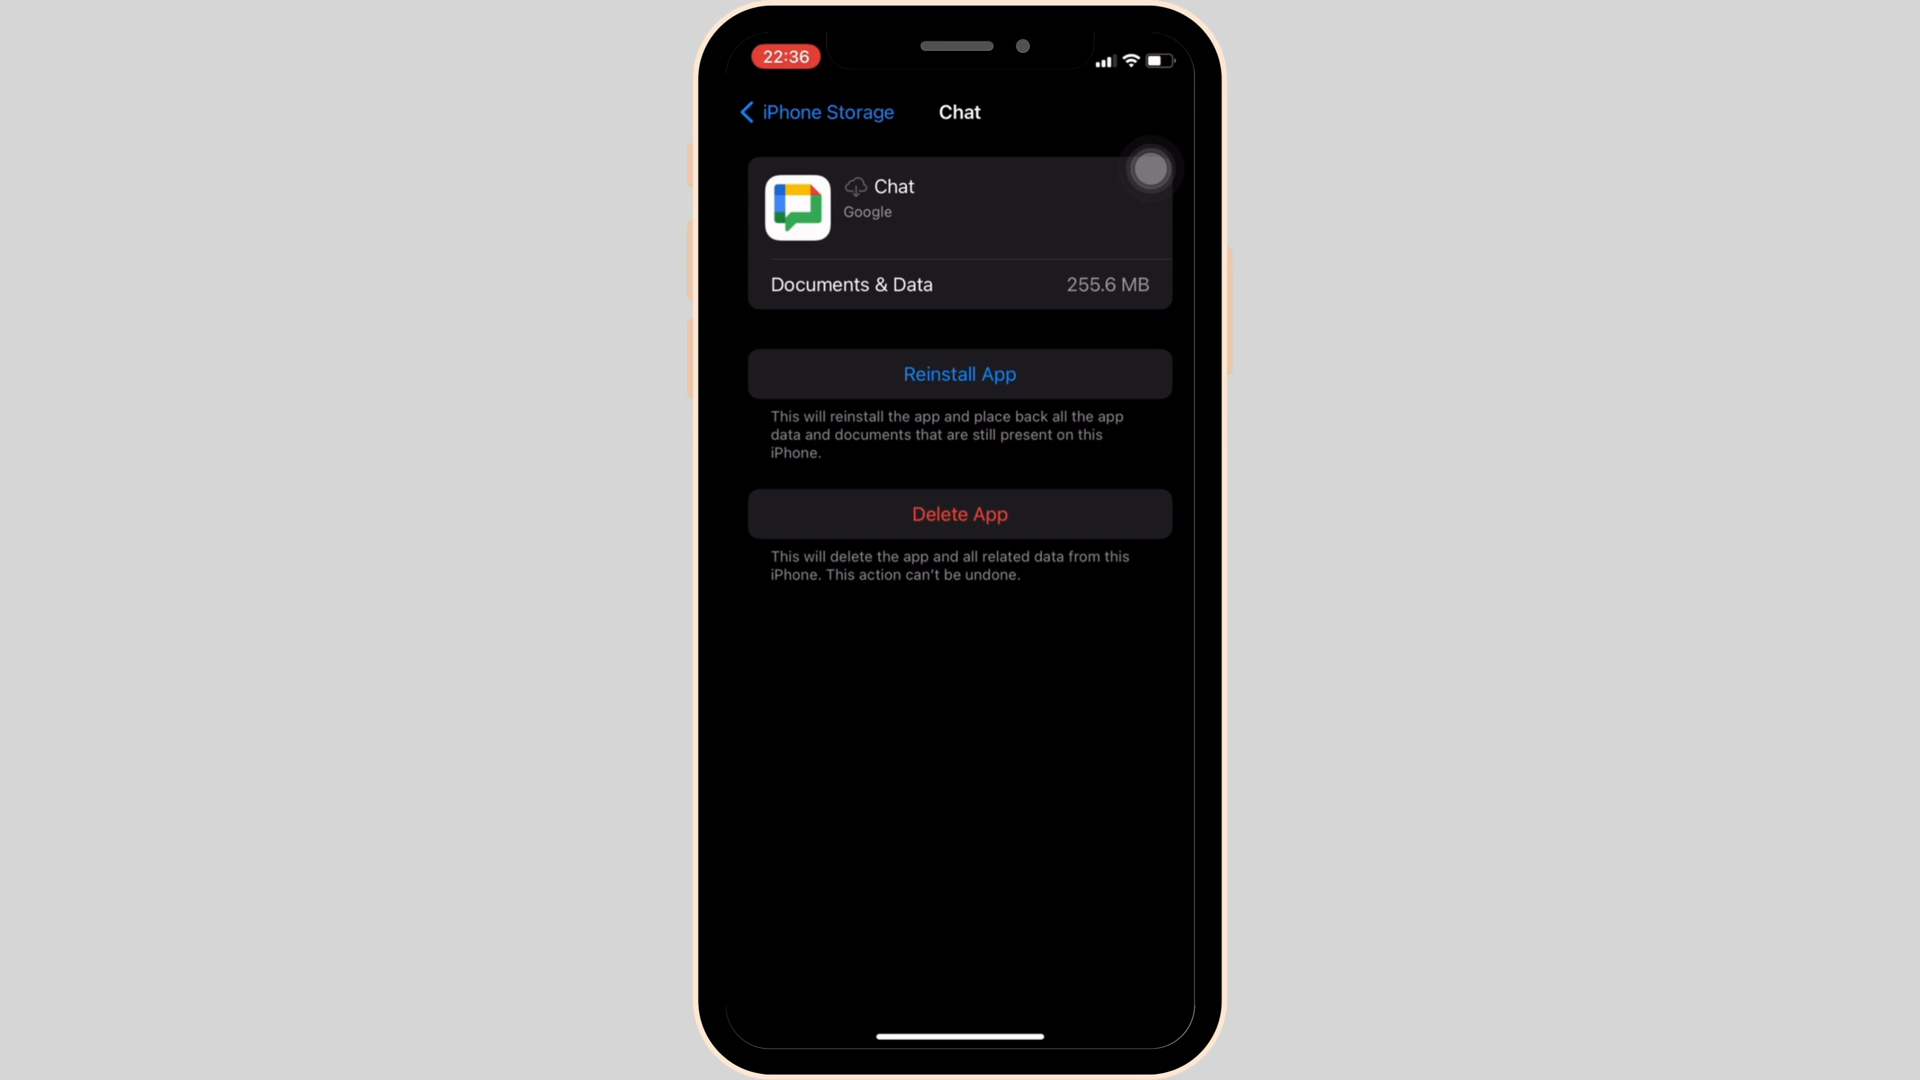 22:36
iPhone Storage
Chat
Chat
Google
Documents & Data 255.6 MB
Reinstall App
This will reinstall the app and place back all the app
data and documents that are still present on this
iPhone.
Delete App
This will delete the app and all related data from this
iPhone. This action can't be undone.